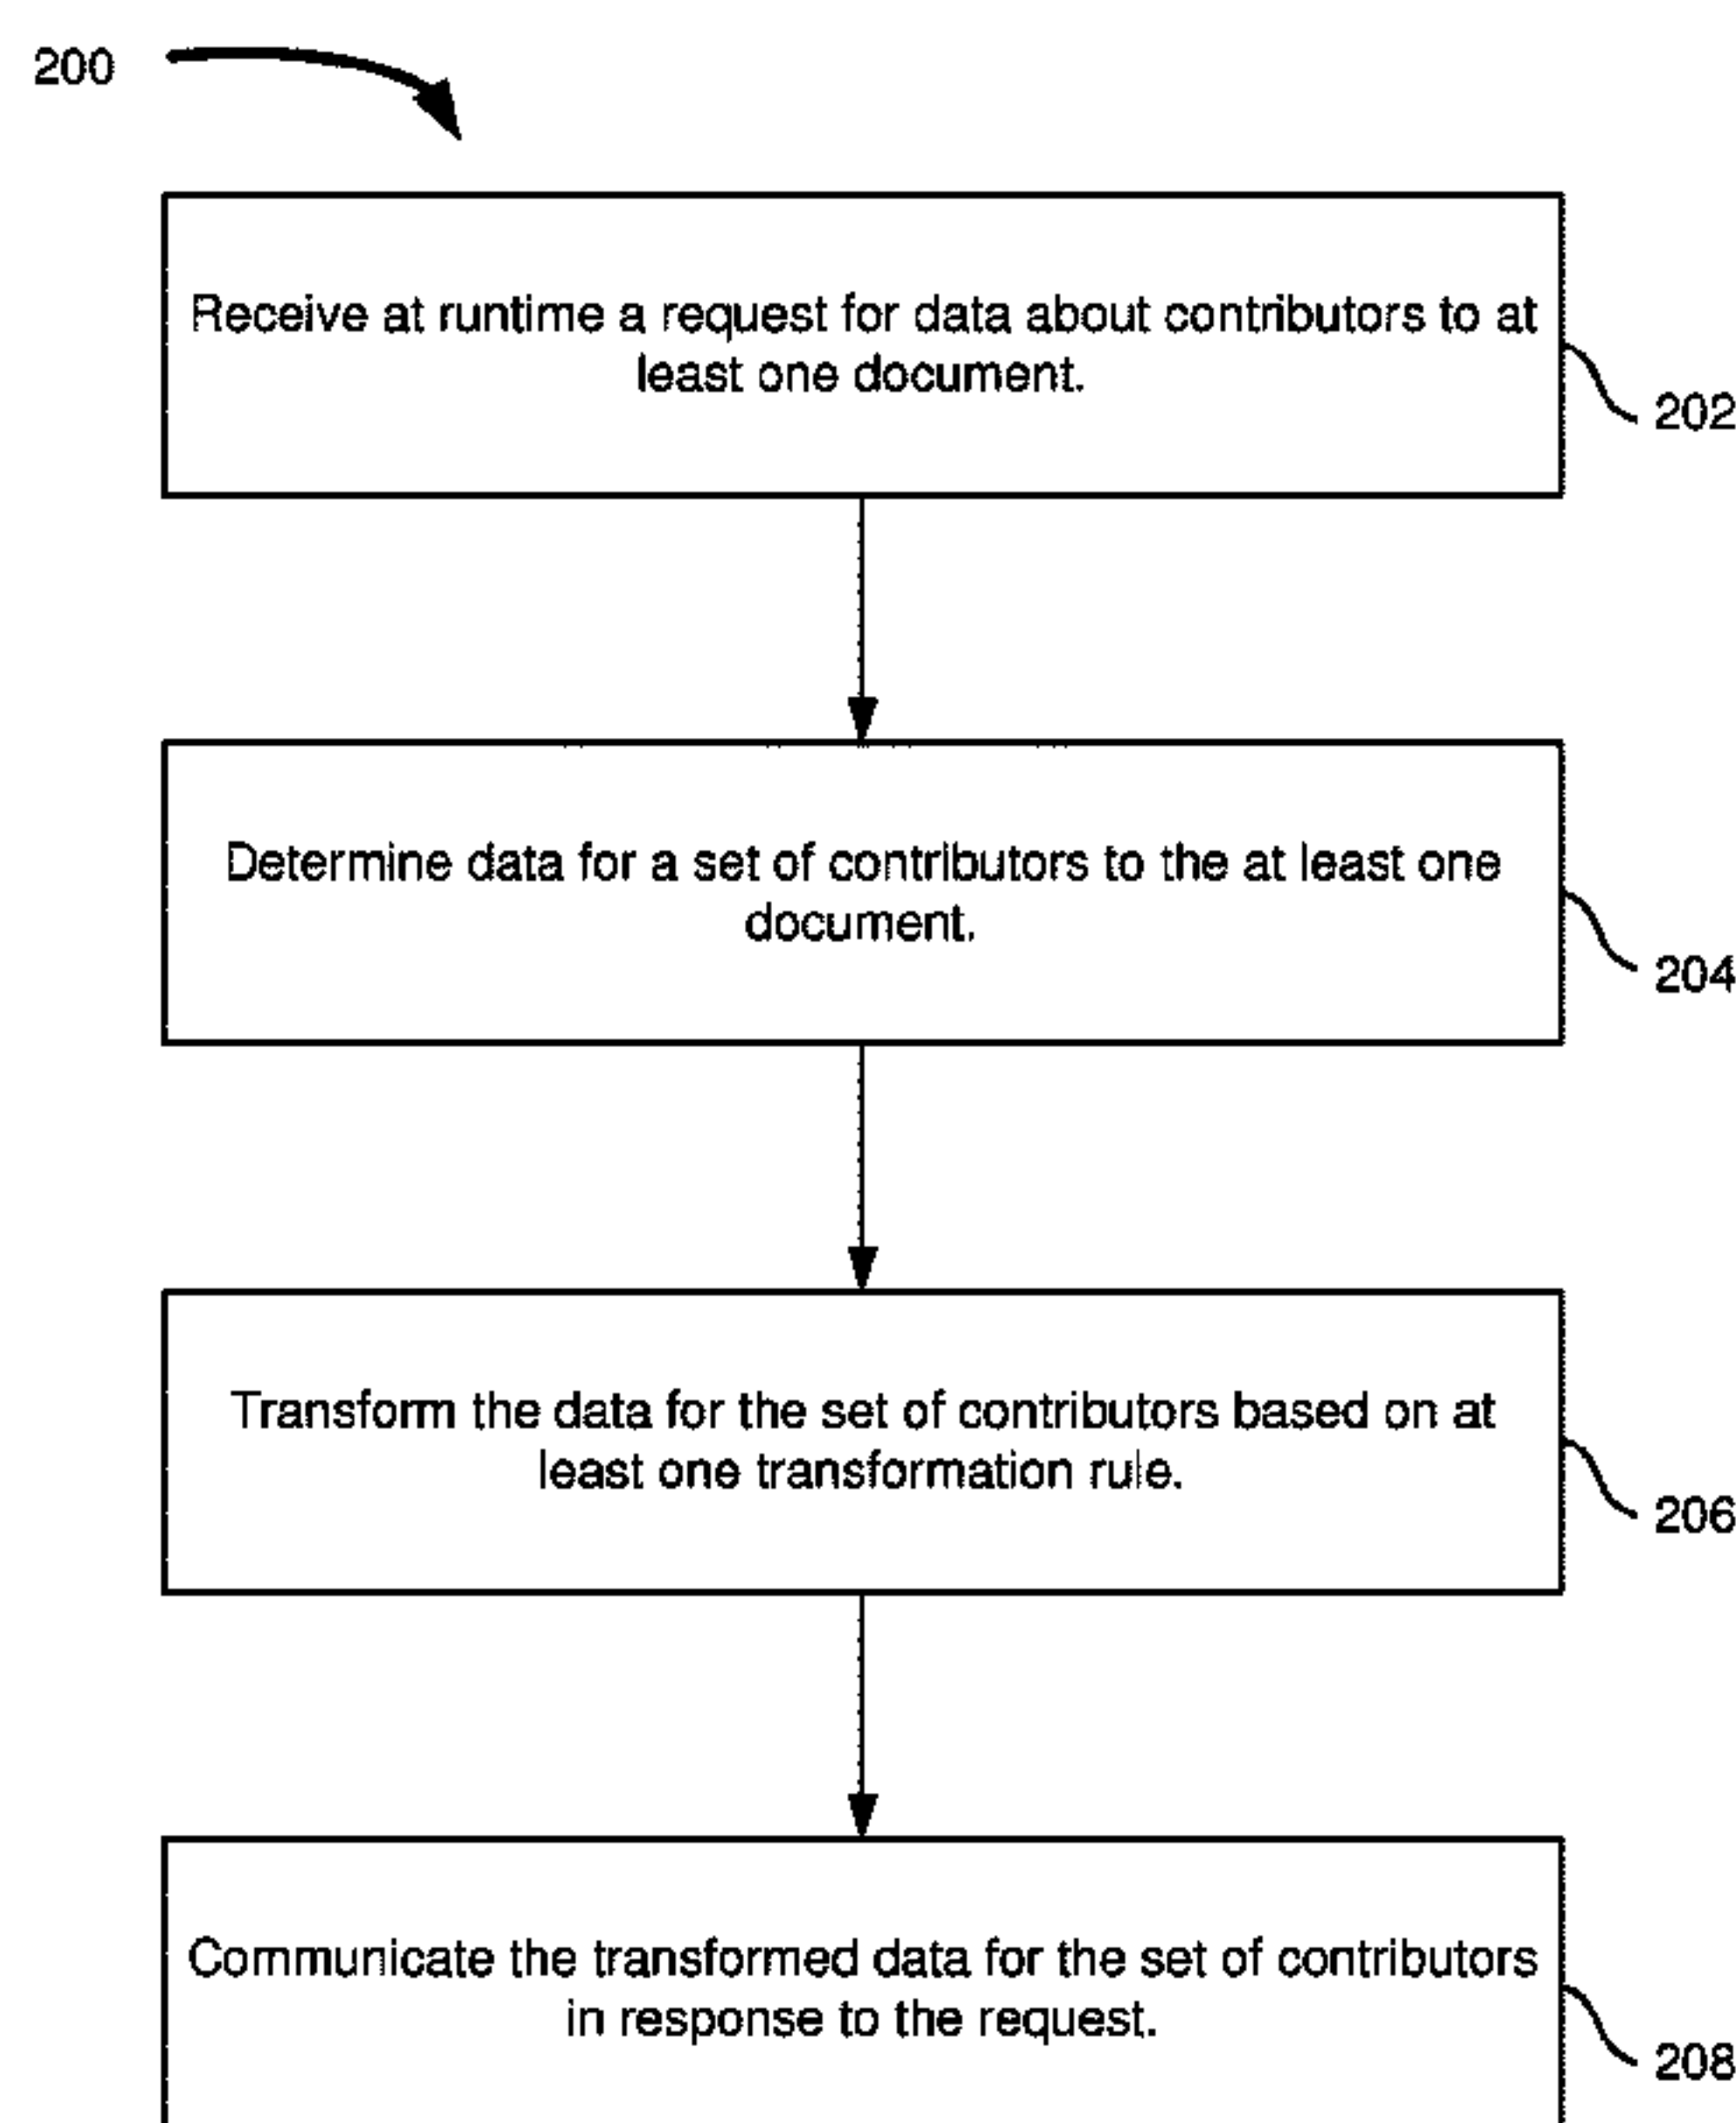 200
Receive at runtime a request for data about contributors to at
least one document.
202
Determine data for a set of contributors to the at least one
document.
204
Transform the data for the set of contributors based on at
least one transformation rule.
206
Communicate the transformed data for the set of contributors
in response to the request.
208